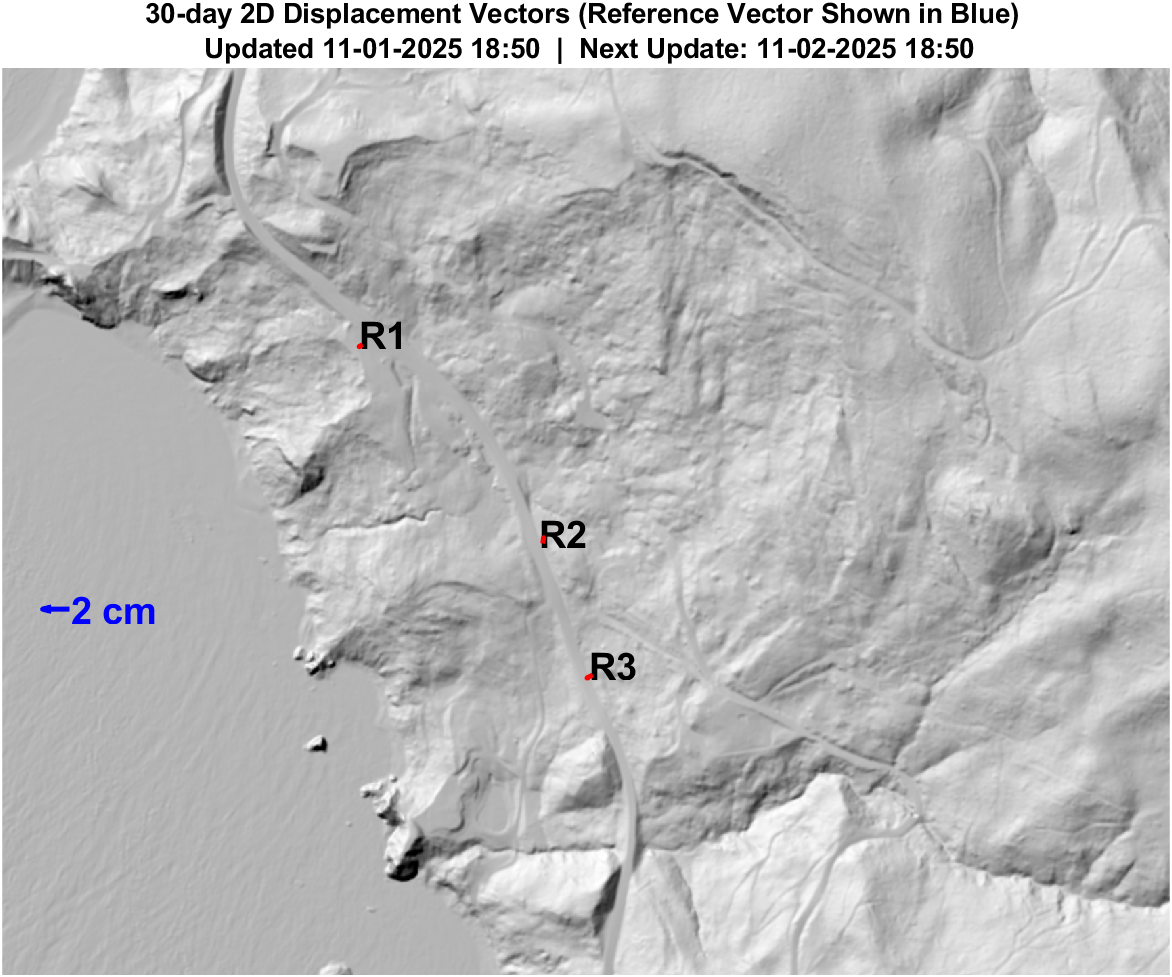 30-day 2D Displacement Vectors (Reference Vector Shown in Blue)
Updated 11-01-2025 18:50 | Next Update: 11-02-2025 18:50
R1
R2
2 cm
R3